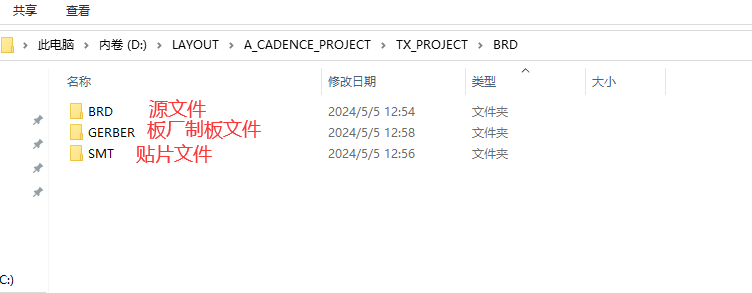 共享 查看
此电脑 > 内卷 (D:) > LAYOUT > A_CADENCE_PROJECT > TX_PROJECT > BRD
名称 修改日期 类型 大小
BRD 源文件 2024/5/5 12:54 文件夹
GERBER 板厂制板文件 2024/5/5 12:58 文件夹
SMT 贴片文件 2024/5/5 12:56 文件夹
C:)